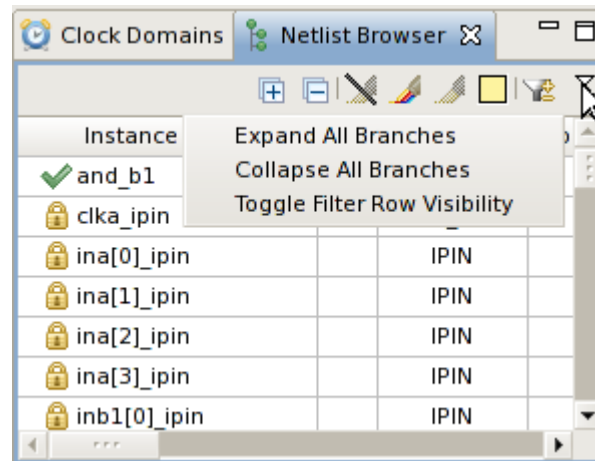 Clock Domains Netlist Browser
Instance
Expand All Branches
Collapse All Branches
Toggle Filter Row Visibility
and_b1
clka_ipin
ina[0]_ipin IPIN
ina[1]_ipin IPIN
ina[2]_ipin IPIN
ina[3]_ipin IPIN
inb1[0]_ipin IPIN